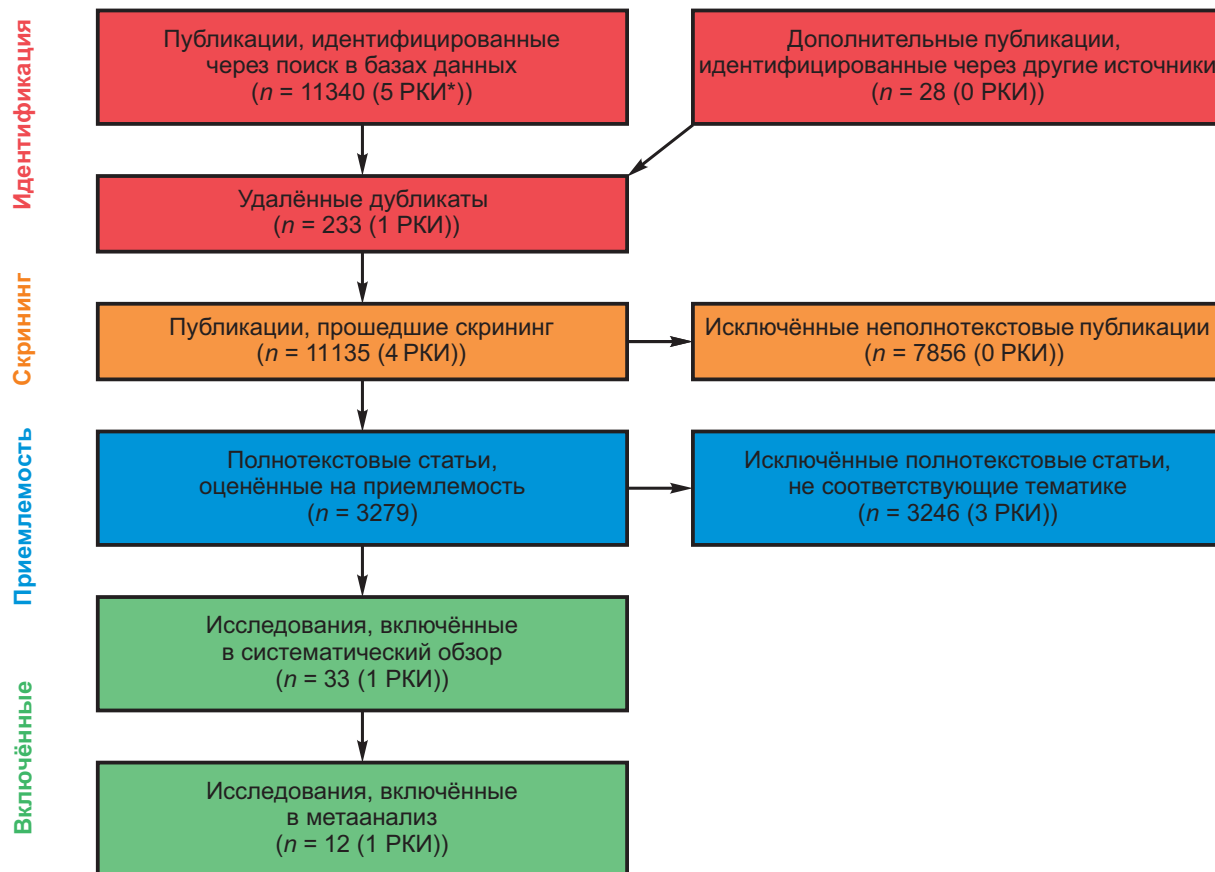 Идентификация
Публикации, идентифицированные
через поиск в базах данных
(n = 11340 (5 РКИ*))
Дополнительные публикации,
идентифицированные через другие источники
(n = 28 (0 РКИ))
Удалённые дубликаты
(n = 233 (1 РКИ))
Скрининг
Публикации, прошедшие скрининг
(n = 11135 (4 РКИ))
Исключённые неполнотекстовые публикации
(n = 7856 (0 РКИ))
Приемлемость
Полнотекстовые статьи,
оценённые на приемлемость
(n = 3279)
Исключённые полнотекстовые статьи,
не соответствующие тематике
(n = 3246 (3 РКИ))
Включённые
Исследования, включённые
в систематический обзор
(n = 33 (1 РКИ))
Исследования, включённые
в метаанализ
(n = 12 (1 РКИ))